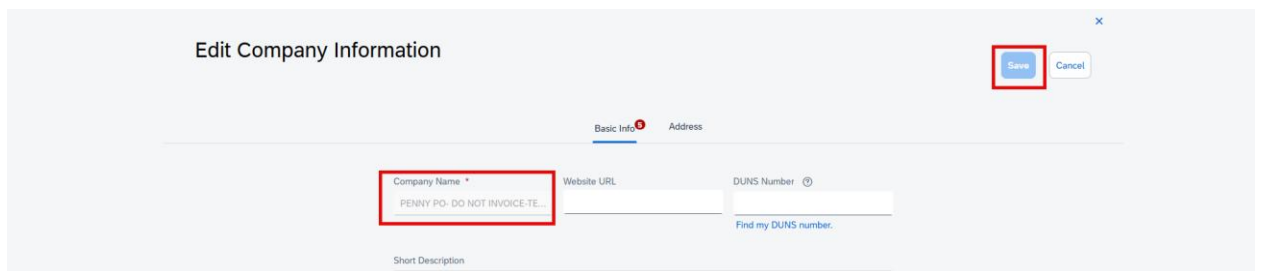 ×
Edit Company Information
Save Cancel
Basic Info 5 Address
Company Name * Website URL DUNS Number ?
PENNY PO- DO NOT INVOICE-TE...
Find my DUNS number.
Short Description